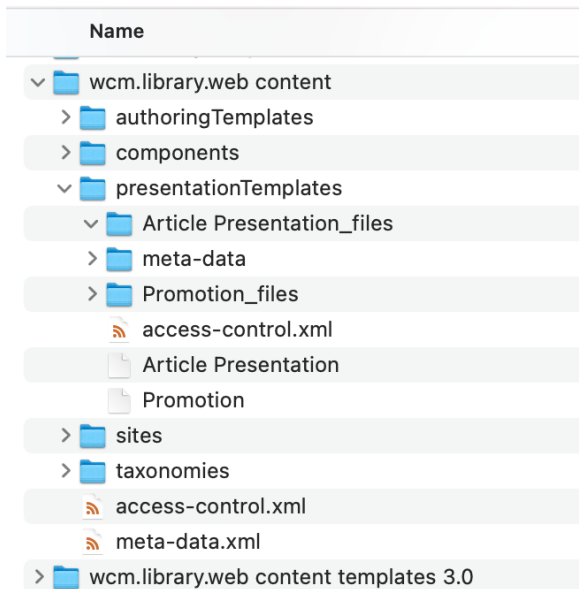 Name
wcm.library.web content
authoringTemplates
components
presentationTemplates
Article Presentation_files
meta-data
Promotion_files
access-control.xml
Article Presentation
Promotion
sites
taxonomies
access-control.xml
meta-data.xml
wcm.library.web content templates 3.0